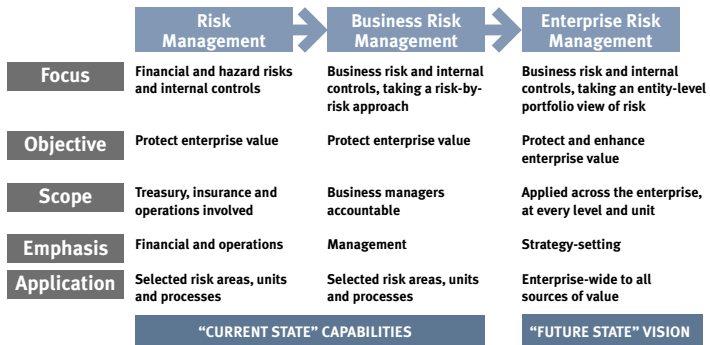 Risk
Management
Business Risk
Management
Enterprise Risk
Management
Focus
Financial and hazard risks
and internal controls
Business risk and internal
controls, taking a risk-by-
risk approach
Business risk and internal
controls, taking an entity-level
portfolio view of risk
Objective
Protect enterprise value
Protect enterprise value
Protect and enhance
enterprise value
Scope
Treasury, insurance and
operations involved
Business managers
accountable
Applied across the enterprise,
at every level and unit
Emphasis
Financial and operations
Management
Strategy-setting
Application
Selected risk areas, units
and processes
Selected risk areas, units
and processes
Enterprise-wide to all
sources of value
“CURRENT STATE” CAPABILITIES
“FUTURE STATE” VISION